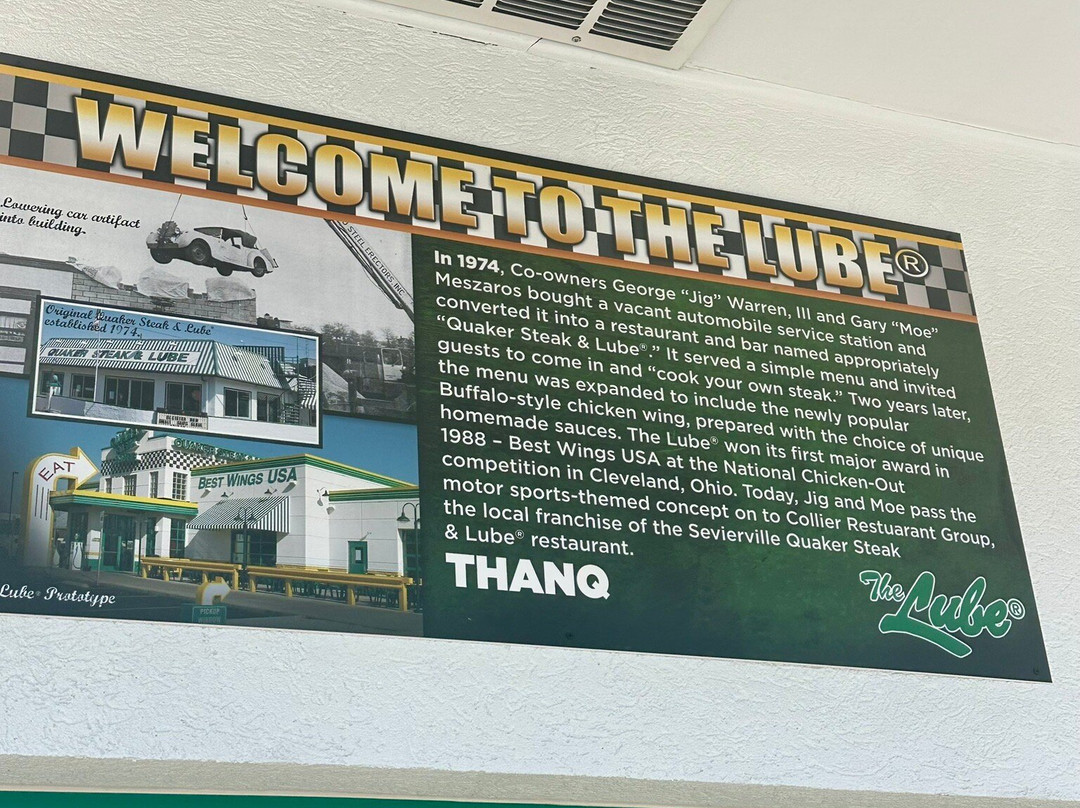 WELCOME TO THE LUBE®
Lowering car artifact
into building.
STEEL ERECTORS, INC
Original Quaker Steak & Lube®
established 1974.
QUAKER STEAK & LUBE
EAT
BEST WINGS USA
PICKUP
Lube® Prototype
In 1974, Co-owners George “Jig” Warren, III and Gary “Moe”
Meszaros bought a vacant automobile service station and
converted it into a restaurant and bar named appropriately
“Quaker Steak & Lube®.” It served a simple menu and invited
guests to come in and “cook your own steak.” Two years later,
the menu was expanded to include the newly popular
Buffalo-style chicken wing, prepared with the choice of unique
homemade sauces. The Lube® won its first major award in
1988 – Best Wings USA at the National Chicken-Out
competition in Cleveland, Ohio. Today, Jig and Moe pass the
motor sports-themed concept on to Collier Restuarant Group,
the local franchise of the Sevierville Quaker Steak
& Lube® restaurant.
THANQ
The Lube®